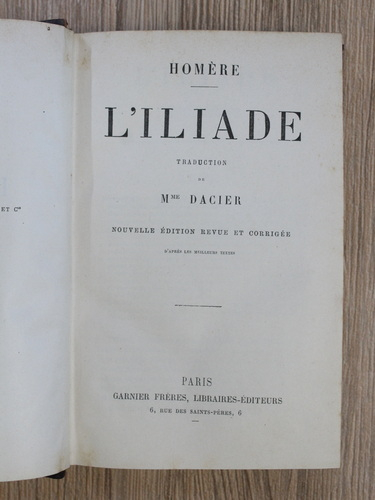 ET Cie
HOMÈRE
L'ILIADE
TRADUCTION
DE
MME DACIER
NOUVELLE ÉDITION REVUE ET CORRIGÉE
D'APRÈS LES MEILLEURS TEXTES
PARIS
GARNIER FRÈRES, LIBRAIRES-ÉDITEURS
6, RUE DES SAINTS-PÈRES, 6